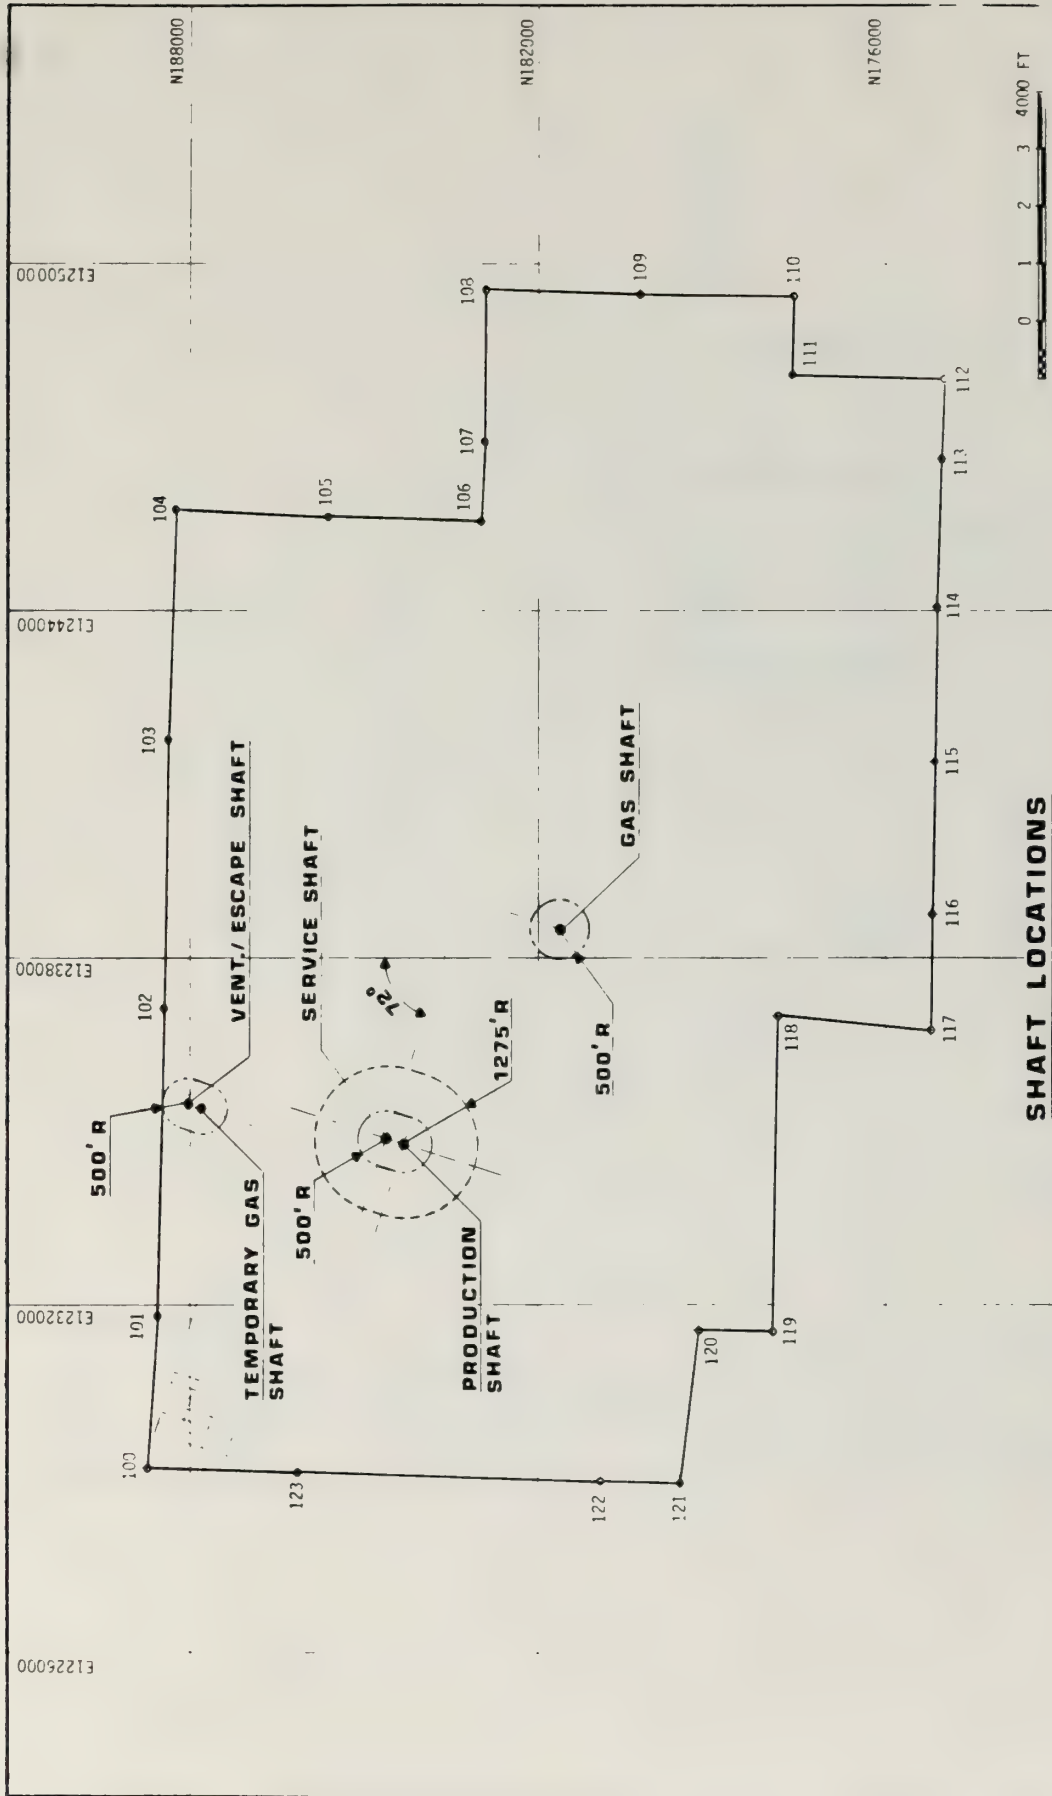 E1226000
E1232000
E1238000
E1244000
E1250000
N188000
N182000
N176000
100
101
102
103
104
105
106
107
108
109
110
111
112
113
114
115
116
117
118
119
120
121
122
123
500' R
VENT./ESCAPE SHAFT
TEMPORARY GAS
SHAFT
SERVICE SHAFT
500' R
72°
1275' R
PRODUCTION
SHAFT
GAS SHAFT
500' R
0 1 2 3 4000 FT
SHAFT LOCATIONS